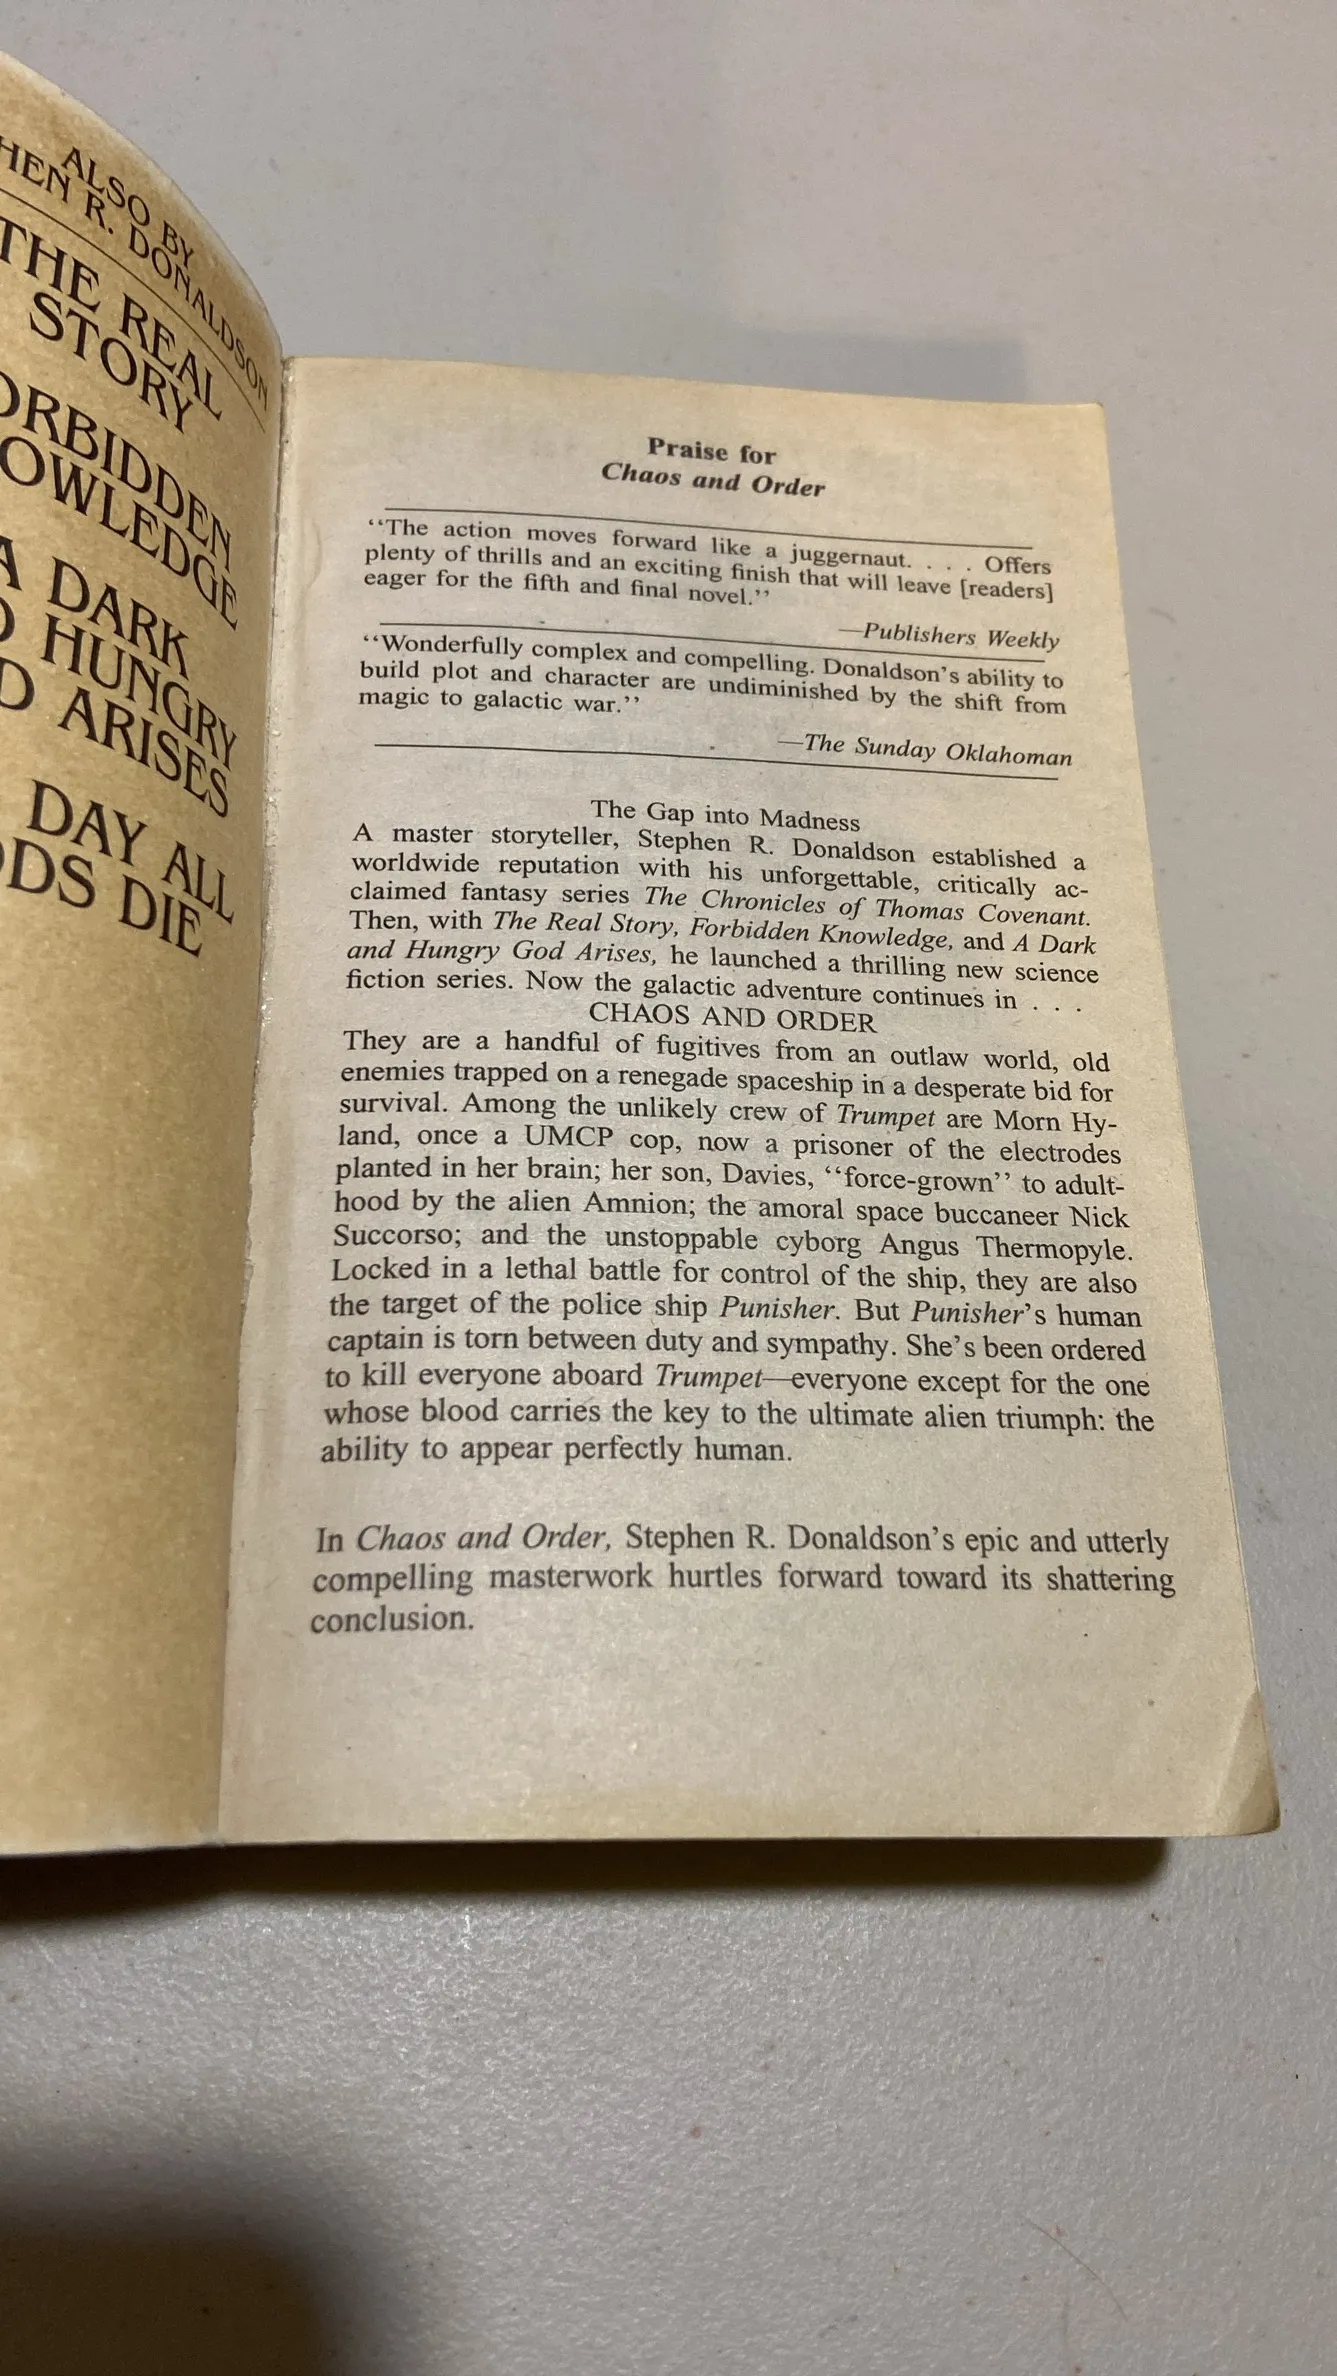 ALSO BY
HEN R. DONALDSON
THE REAL
STORY
ORBIDDEN
OWLEDGE
A DARK
D HUNGRY
D ARISES
DAY ALL
ODS DIE
Praise for
Chaos and Order
‘‘The action moves forward like a juggernaut. . . . Offers
plenty of thrills and an exciting finish that will leave [readers]
eager for the fifth and final novel.’’
—Publishers Weekly
‘‘Wonderfully complex and compelling. Donaldson’s ability to
build plot and character are undiminished by the shift from
magic to galactic war.’’
—The Sunday Oklahoman
The Gap into Madness
A master storyteller, Stephen R. Donaldson established a
worldwide reputation with his unforgettable, critically ac-
claimed fantasy series The Chronicles of Thomas Covenant.
Then, with The Real Story, Forbidden Knowledge, and A Dark
and Hungry God Arises, he launched a thrilling new science
fiction series. Now the galactic adventure continues in . . .
CHAOS AND ORDER
They are a handful of fugitives from an outlaw world, old
enemies trapped on a renegade spaceship in a desperate bid for
survival. Among the unlikely crew of Trumpet are Morn Hy-
land, once a UMCP cop, now a prisoner of the electrodes
planted in her brain; her son, Davies, ‘‘force-grown’’ to adult-
hood by the alien Amnion; the amoral space buccaneer Nick
Succorso; and the unstoppable cyborg Angus Thermopyle.
Locked in a lethal battle for control of the ship, they are also
the target of the police ship Punisher. But Punisher’s human
captain is torn between duty and sympathy. She’s been ordered
to kill everyone aboard Trumpet—everyone except for the one
whose blood carries the key to the ultimate alien triumph: the
ability to appear perfectly human.
In Chaos and Order, Stephen R. Donaldson’s epic and utterly
compelling masterwork hurtles forward toward its shattering
conclusion.